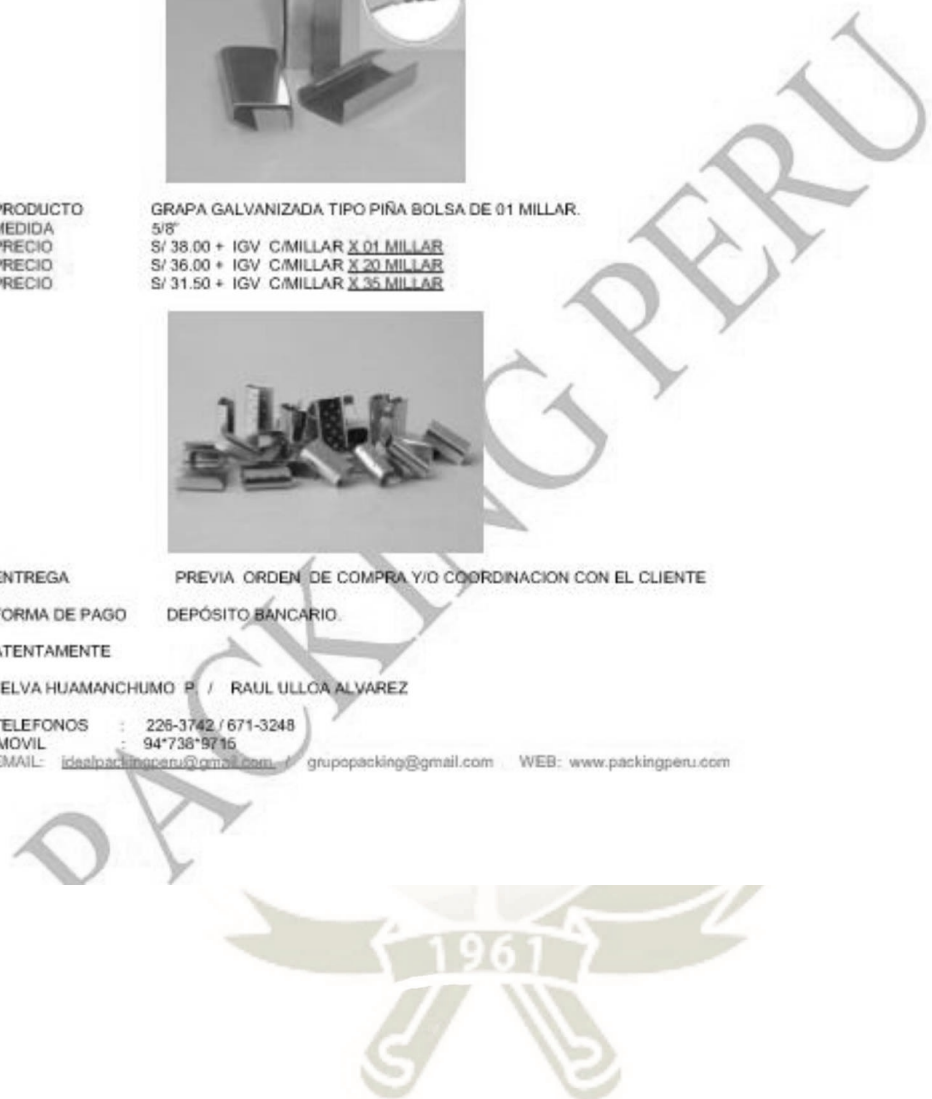 PRODUCTO GRAPA GALVANIZADA TIPO PIÑA BOLSA DE 01 MILLAR.
MEDIDA 5/8"
PRECIO S/ 38.00 + IGV C/MILLAR X 01 MILLAR
PRECIO S/ 36.00 + IGV C/MILLAR X 20 MILLAR
PRECIO S/ 31.50 + IGV C/MILLAR X 35 MILLAR
ENTREGA PREVIA ORDEN DE COMPRA Y/O COORDINACION CON EL CLIENTE
FORMA DE PAGO DEPÓSITO BANCARIO.
ATENTAMENTE
ELVA HUAMANCHUMO P. / RAUL ULLOA ALVAREZ
TELEFONOS : 226-3742 / 671-3248
MOVIL : 94*738*9715
EMAIL: idealpackingperu@gmail.com / grupopacking@gmail.com WEB: www.packingperu.com
PACKING PERU
1961